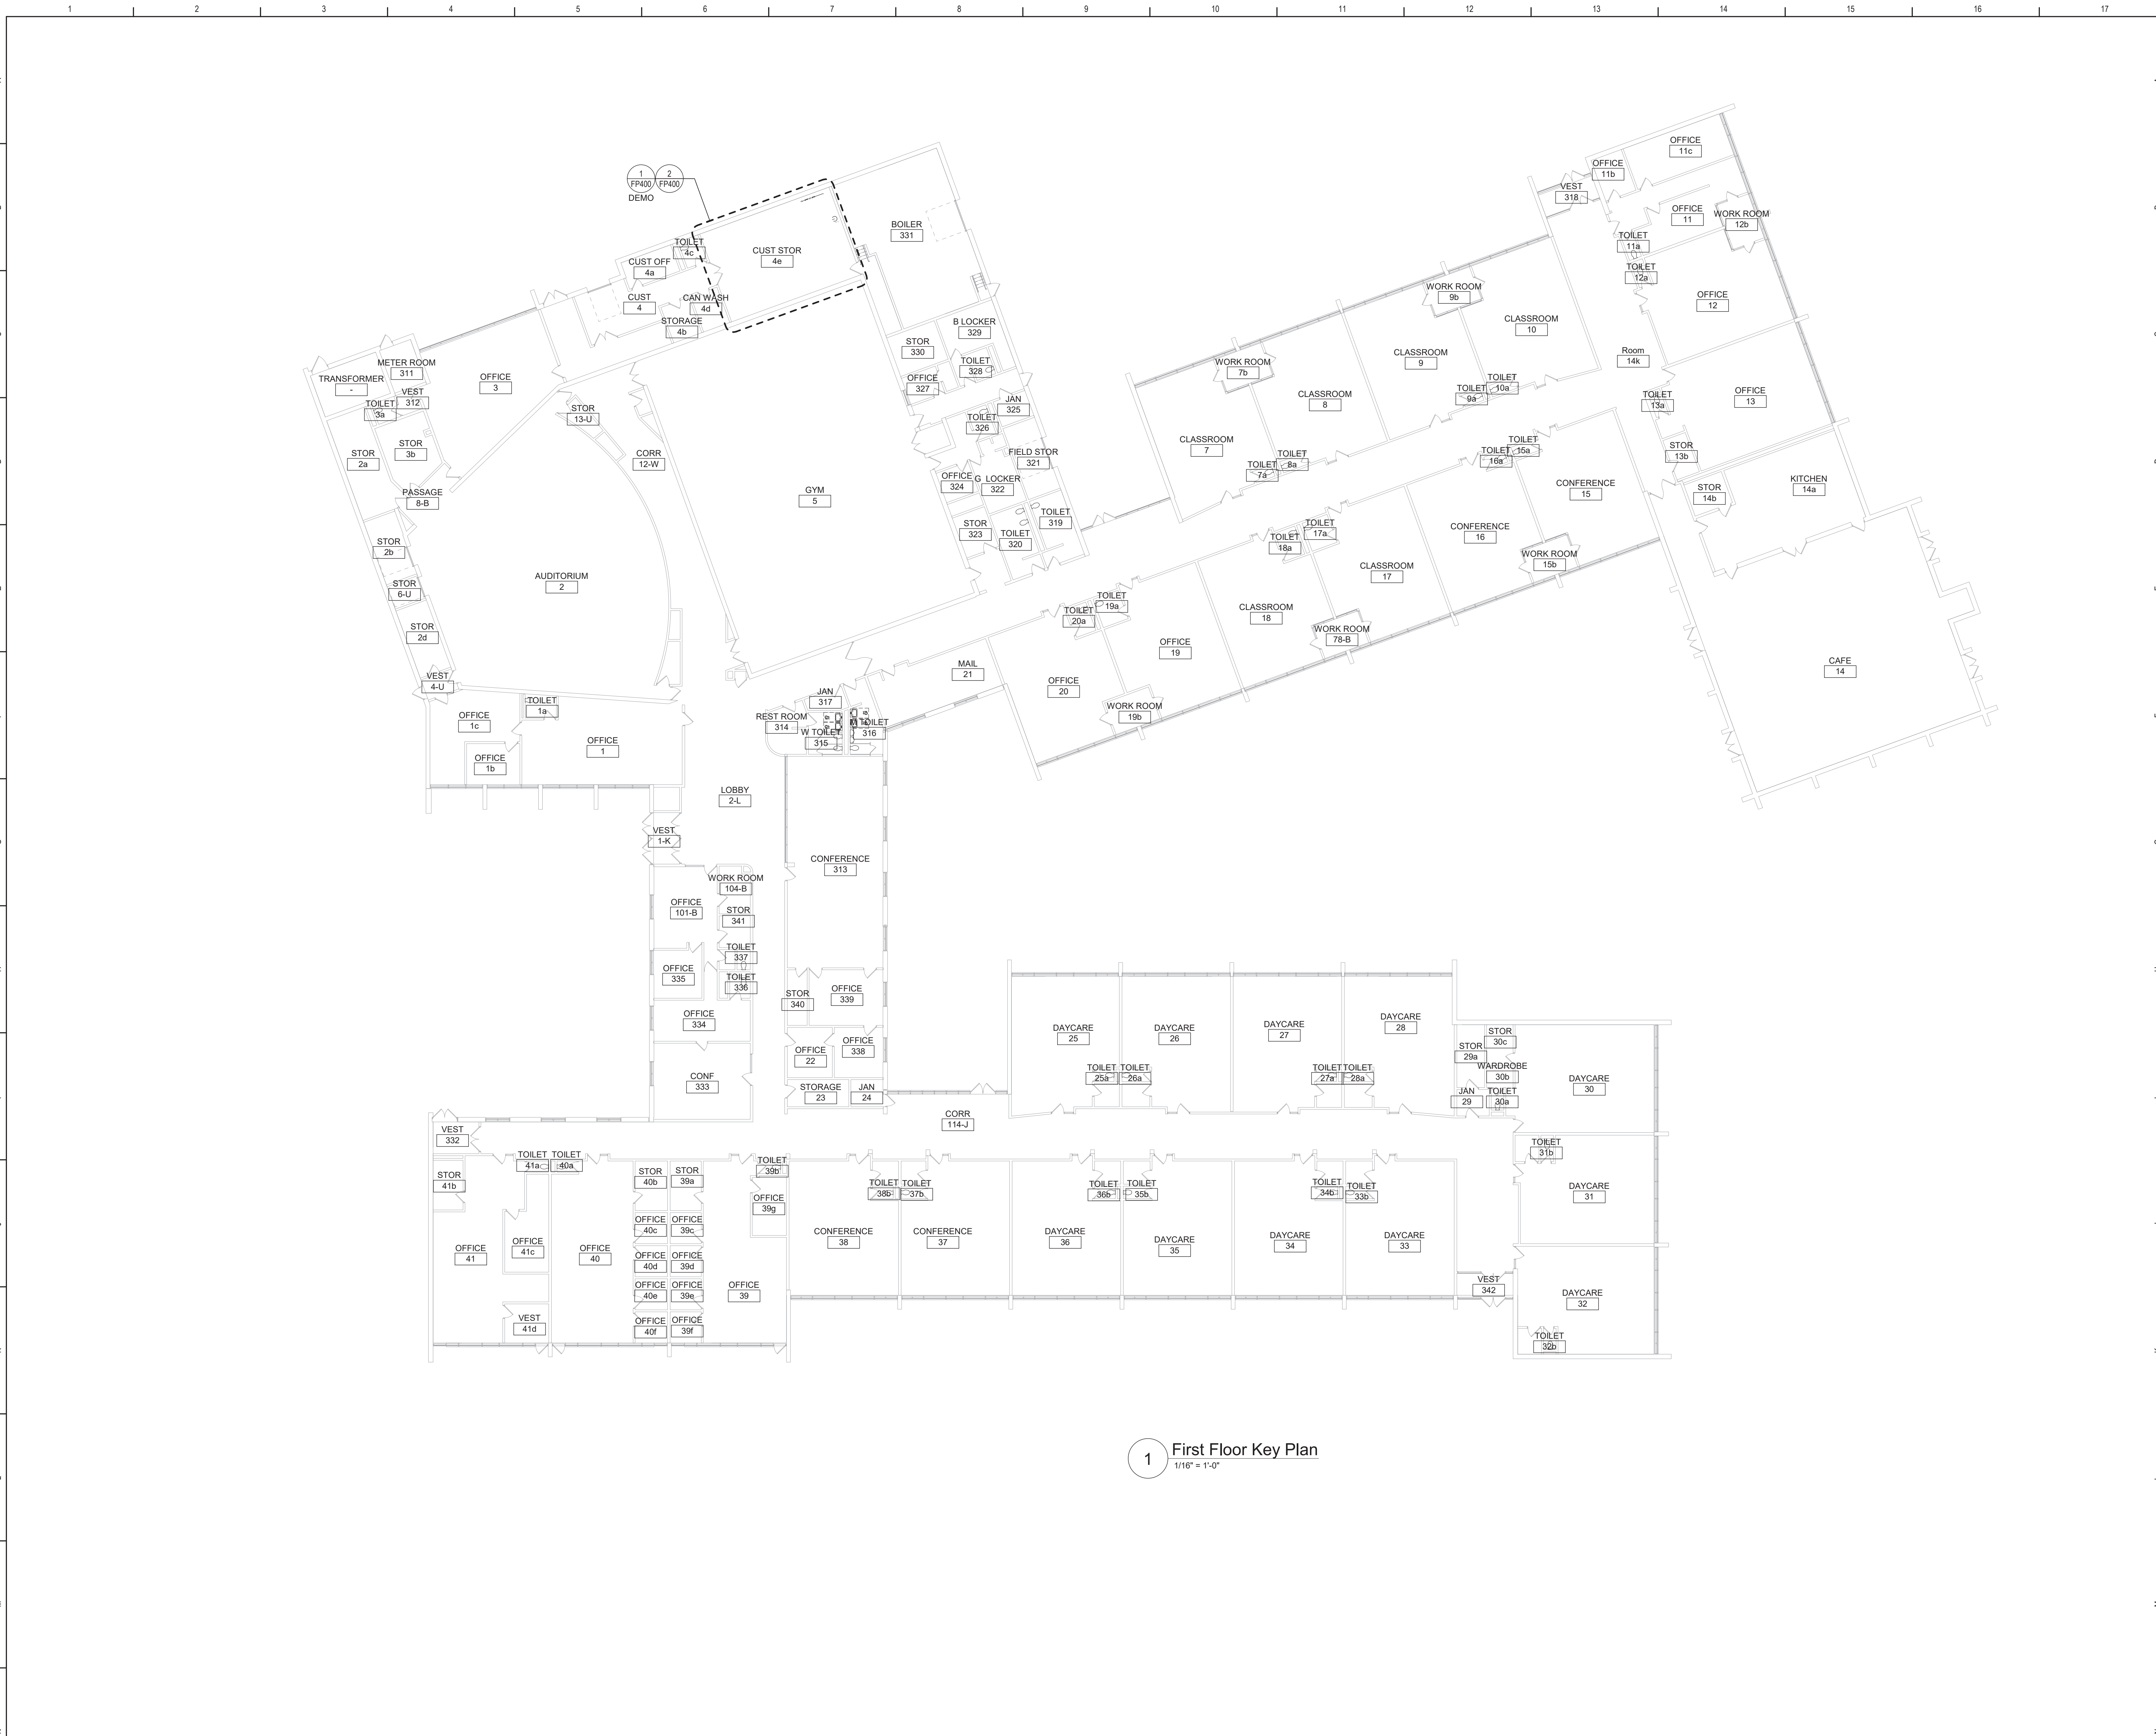 1 2 3 4 5 6 7 8 9 10 11 12 13 14 15 16 17
OFFICE
11c
OFFICE
11b
VEST
318
OFFICE
11
WORK ROOM
12b
TOILET
11a
TOILET
12a
OFFICE
12
1
FP400
2
FP400
DEMO
BOILER
331
TOILET
4c
CUST STOR
4e
CUST OFF
4a
CUST
4
CAN WASH
4d
STORAGE
4b
WORK ROOM
9b
CLASSROOM
10
B LOCKER
329
STOR
330
TOILET
328
OFFICE
327
CLASSROOM
9
Room
14k
WORK ROOM
7b
METER ROOM
311
TRANSFORMER
-
OFFICE
3
VEST
312
TOILET
3a
STOR
13-U
JAN
325
TOILET
326
CLASSROOM
8
TOILET
9a
TOILET
10a
TOILET
13a
OFFICE
13
STOR
2a
STOR
3b
CORR
12-W
FIELD STOR
321
OFFICE
324
G LOCKER
322
CLASSROOM
7
TOILET
7a
TOILET
8a
TOILET
16a
TOILET
15a
STOR
13b
PASSAGE
8-B
GYM
5
CONFERENCE
15
STOR
14b
KITCHEN
14a
STOR
323
TOILET
319
TOILET
320
TOILET
17a
TOILET
18a
CONFERENCE
16
STOR
2b
AUDITORIUM
2
STOR
6-U
CLASSROOM
17
WORK ROOM
15b
STOR
2d
TOILET
19a
TOILET
20a
CLASSROOM
18
WORK ROOM
78-B
OFFICE
19
MAIL
21
CAFE
14
VEST
4-U
OFFICE
20
WORK ROOM
19b
TOILET
1a
OFFICE
1c
OFFICE
1
OFFICE
1b
JAN
317
REST ROOM
314
M TOILET
316
W TOILET
315
LOBBY
2-L
VEST
1-K
CONFERENCE
313
WORK ROOM
104-B
OFFICE
101-B
STOR
341
TOILET
337
OFFICE
335
TOILET
336
STOR
340
OFFICE
339
OFFICE
334
OFFICE
22
OFFICE
338
CONF
333
STORAGE
23
JAN
24
DAYCARE
25
DAYCARE
26
DAYCARE
27
DAYCARE
28
STOR
30c
STOR
29a
WARDROBE
30b
TOILET
25a
TOILET
26a
TOILET
27a
TOILET
28a
JAN
29
TOILET
30a
DAYCARE
30
CORR
114-J
VEST
332
TOILET
41a
TOILET
40a
TOILET
39b
TOILET
31b
STOR
41b
STOR
40b
STOR
39a
TOILET
38b
TOILET
37b
TOILET
36b
TOILET
35b
TOILET
34b
TOILET
33b
DAYCARE
31
OFFICE
39g
OFFICE
40c
OFFICE
39c
CONFERENCE
38
CONFERENCE
37
DAYCARE
36
DAYCARE
35
DAYCARE
34
DAYCARE
33
OFFICE
41
OFFICE
41c
OFFICE
40
OFFICE
40d
OFFICE
39d
OFFICE
40e
OFFICE
39e
OFFICE
39
VEST
342
DAYCARE
32
VEST
41d
OFFICE
40f
OFFICE
39f
TOILET
32b
1
First Floor Key Plan
1/16" = 1'-0"